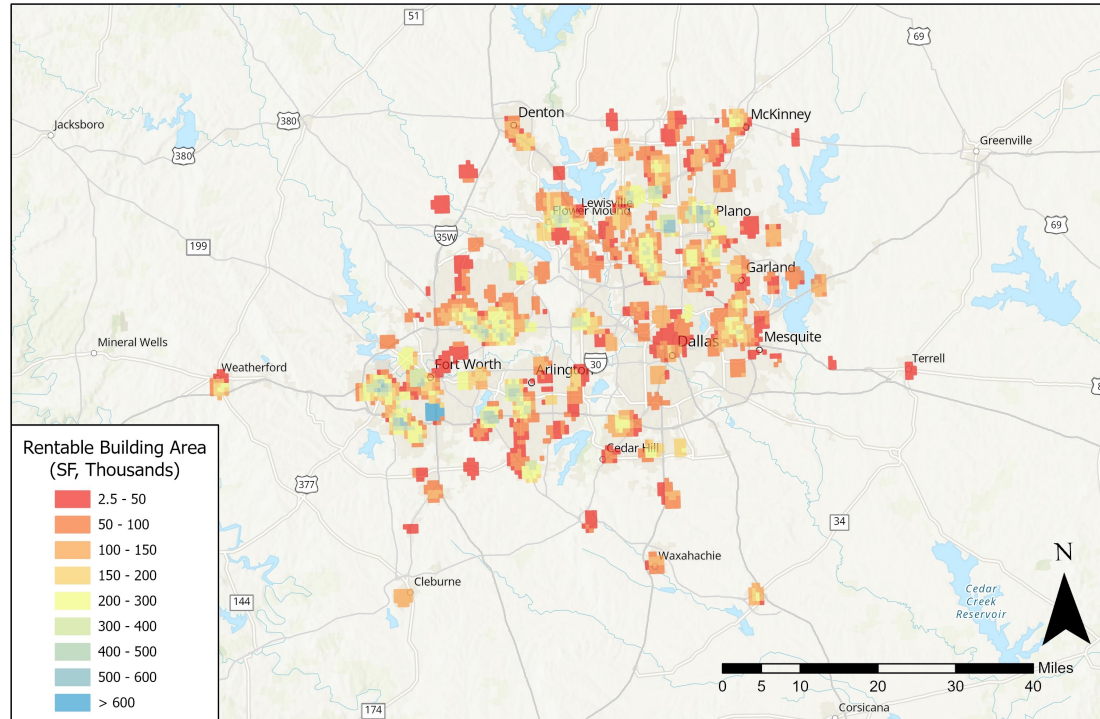 51
69
Denton
McKinney
380
Jacksboro
Greenville
380
Lewisville
Flower Mound
Plano
69
35W
199
Garland
Mineral Wells
Dallas
Mesquite
Terrell
Weatherford
Fort Worth
Arlington
30
8
Cedar Hill
377
34
Waxahachie
Cleburne
144
Cedar
Creek
Reservoir
174
Corsicana
Rentable Building Area
(SF, Thousands)
2.5 - 50
50 - 100
100 - 150
150 - 200
200 - 300
300 - 400
400 - 500
500 - 600
> 600
N
Miles
0 5 10 20 30 40